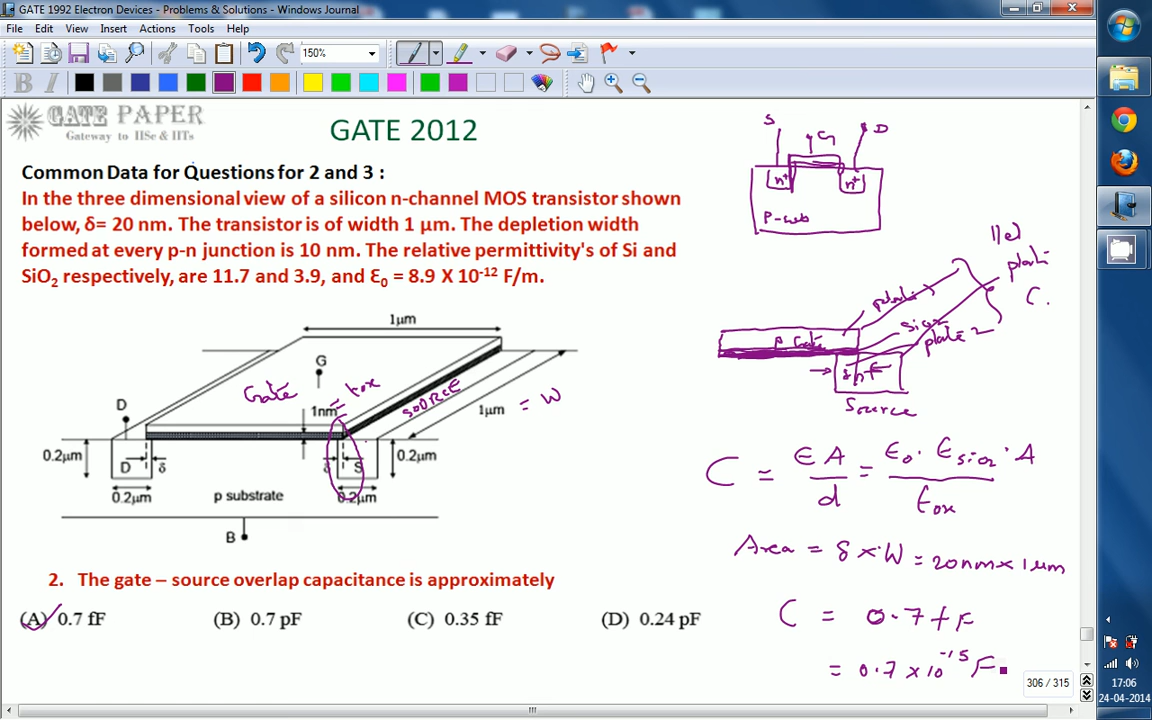 GATE 1992 Electron Devices - Problems & Solutions - Windows Journal
File Edit View Insert Actions Tools Help
150%
GATE PAPER
Gateway to IISc & IITs
GATE 2012
Common Data for Questions for 2 and 3 :
In the three dimensional view of a silicon n-channel MOS transistor shown
below, δ= 20 nm. The transistor is of width 1 µm. The depletion width
formed at every p-n junction is 10 nm. The relative permittivity's of Si and
SiO2 respectively, are 11.7 and 3.9, and Ɛ0 = 8.9 X 10-12 F/m.
S G D
n+ n+
P-sub
1µm
G
Gate
= tox
1nm
SOURCE
1µm = W
D
0.2µm D δ
δ S 0.2µm
0.2µm p substrate 0.2µm
B
llel
plate
C.
plate 1
SiO2
plate 2
P Gate
Source
C = ЄA / d = Є0 . ЄSiO2 . A / tox
Area = δ × W = 20nm × 1µm
2. The gate – source overlap capacitance is approximately
(A) 0.7 fF (B) 0.7 pF (C) 0.35 fF (D) 0.24 pF
C = 0.7 fF
= 0.7 × 10-15 F
306 / 315
17:06
24-04-2014